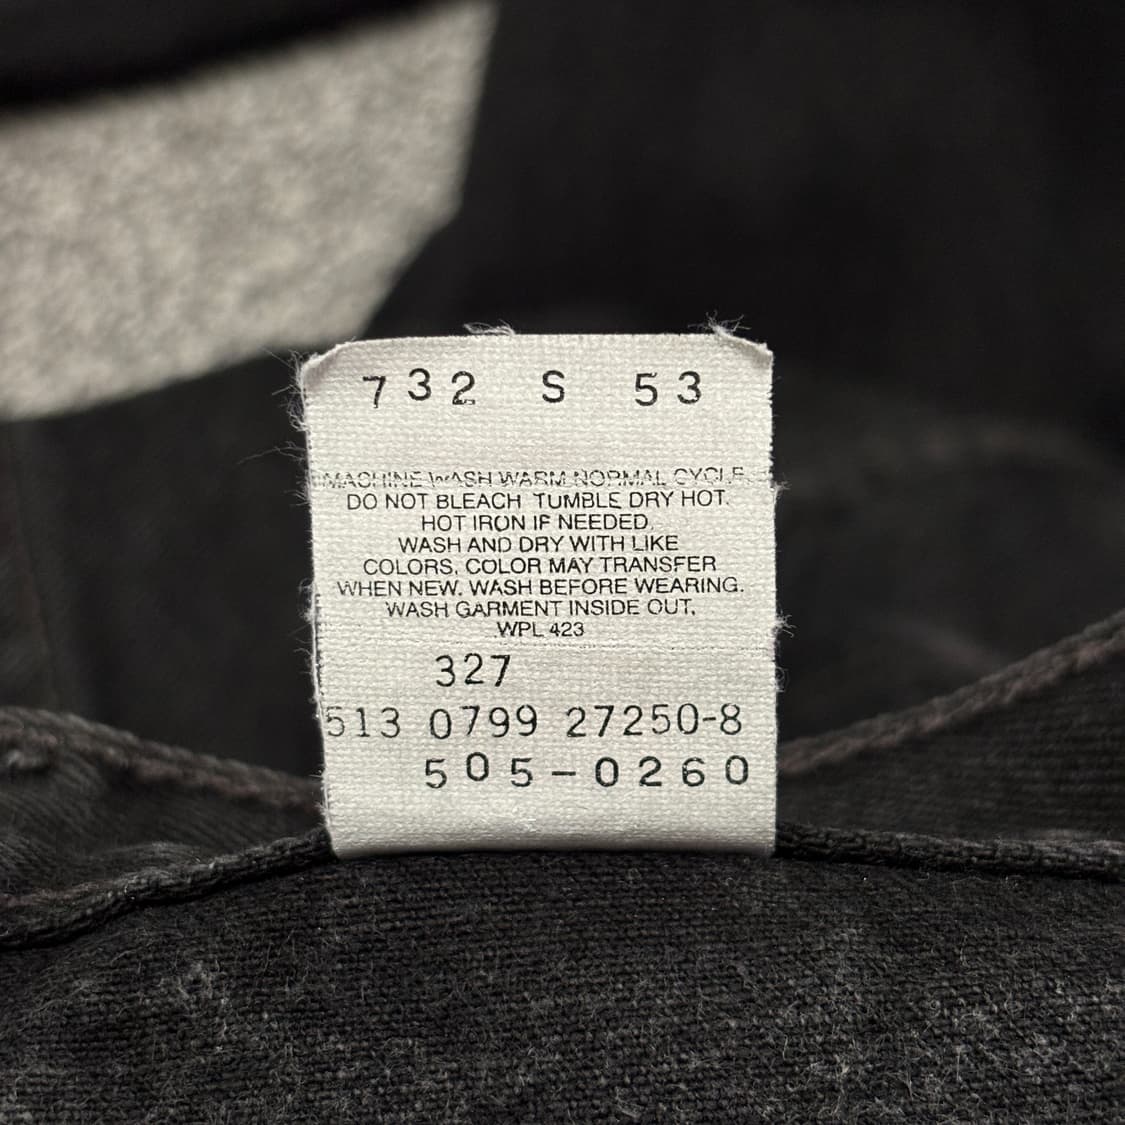 732 S 53
MACHINE WASH WARM NORMAL CYCLE.
DO NOT BLEACH TUMBLE DRY HOT.
HOT IRON IF NEEDED.
WASH AND DRY WITH LIKE
COLORS. COLOR MAY TRANSFER
WHEN NEW. WASH BEFORE WEARING.
WASH GARMENT INSIDE OUT.
WPL 423
327
513 0799 27250-8
505-0260